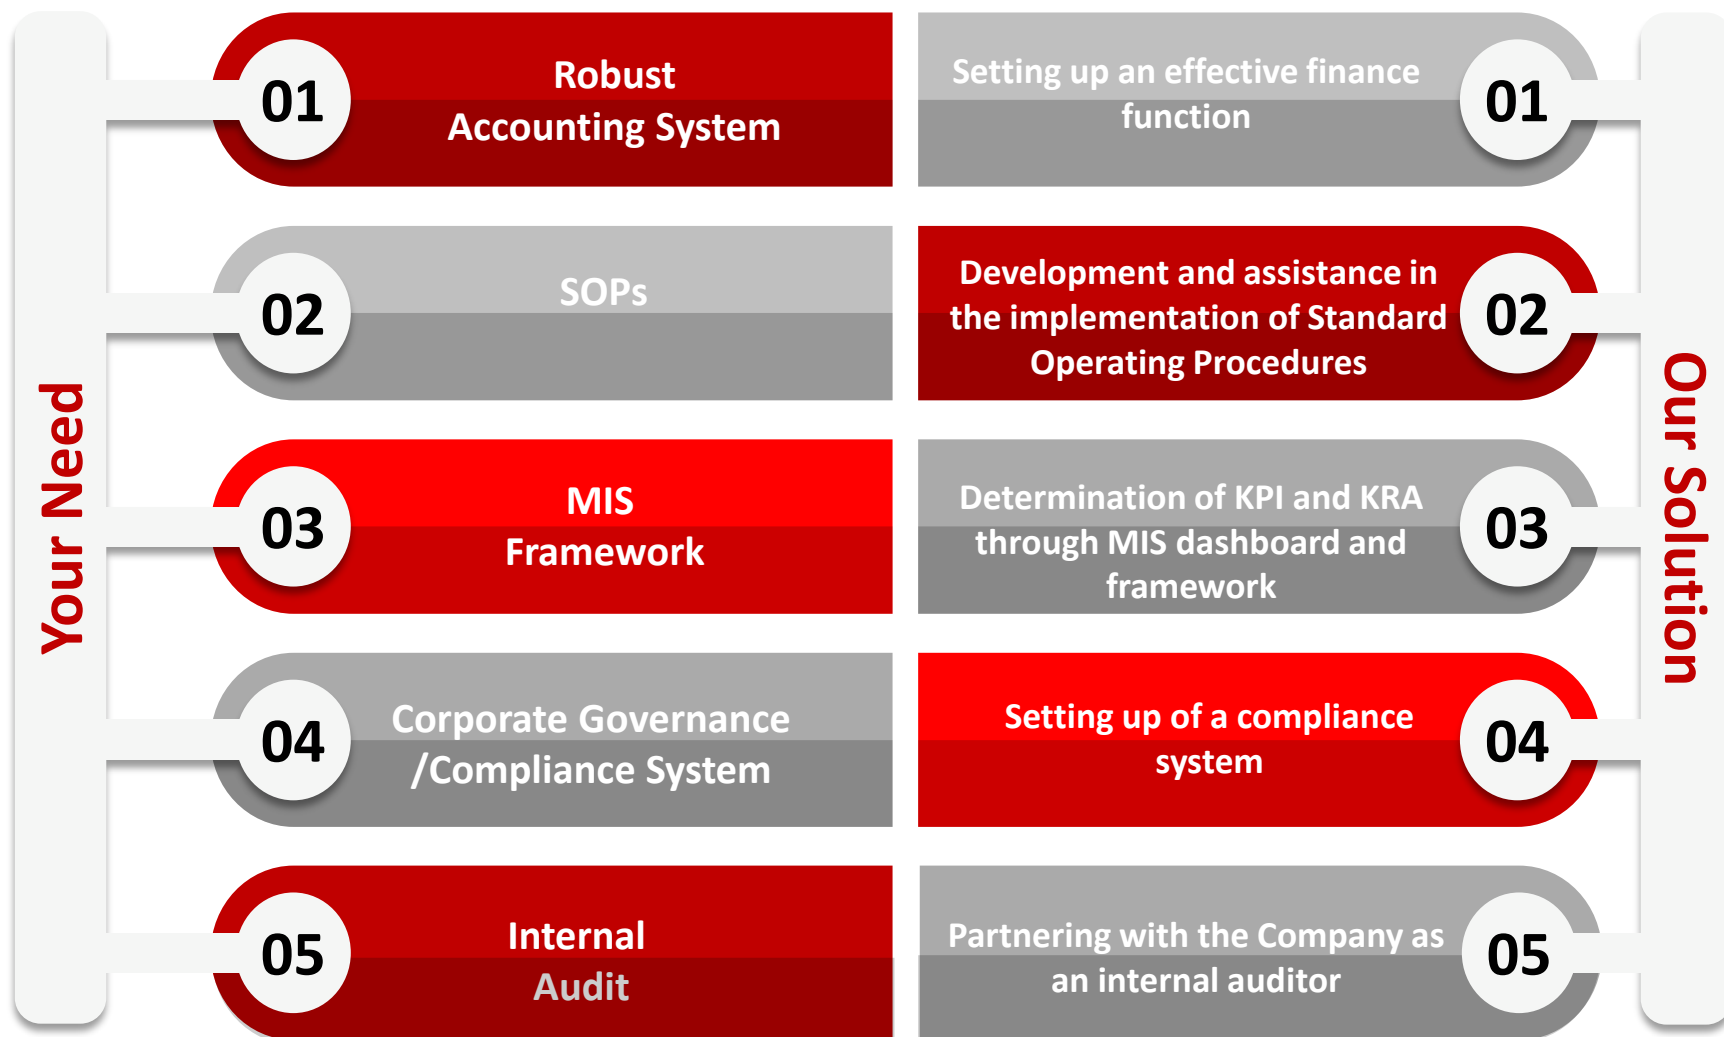 Your Need
01
Robust
Accounting System
Setting up an effective finance
function
01
02
SOPs
Development and assistance in
the implementation of Standard
Operating Procedures
02
03
MIS
Framework
Determination of KPI and KRA
through MIS dashboard and
framework
03
04
Corporate Governance
/Compliance System
Setting up of a compliance
system
04
05
Internal
Audit
Partnering with the Company as
an internal auditor
05
Our Solution